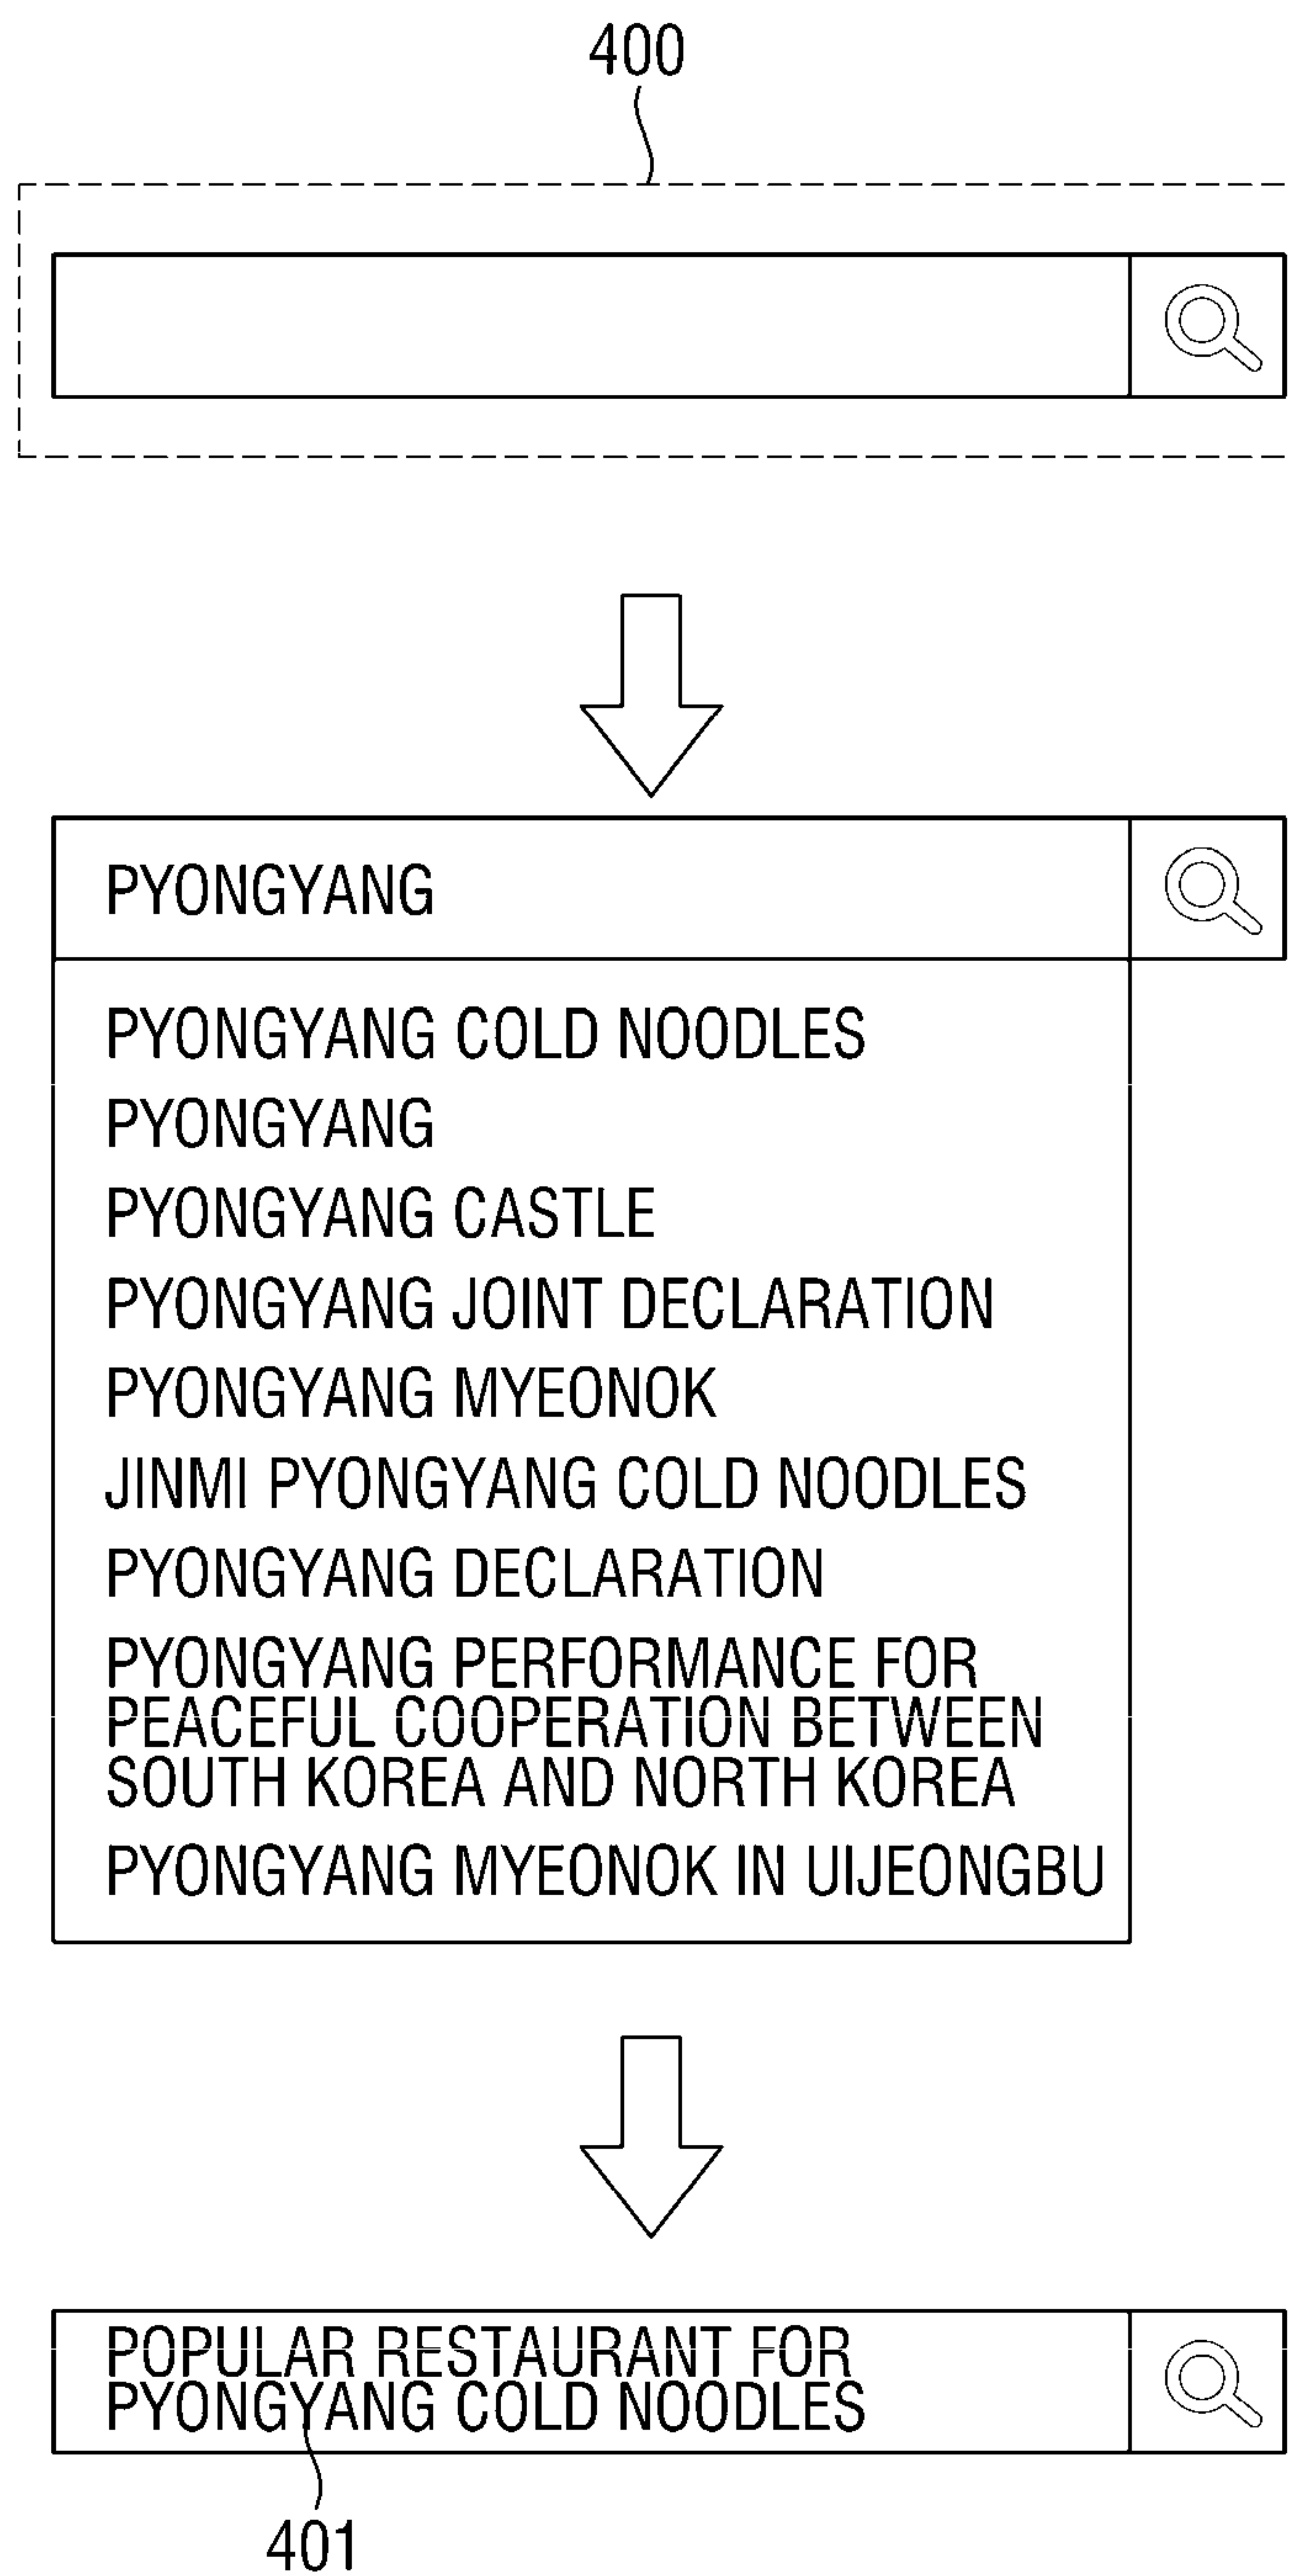 400
PYONGYANG
PYONGYANG COLD NOODLES
PYONGYANG
PYONGYANG CASTLE
PYONGYANG JOINT DECLARATION
PYONGYANG MYEONOK
JINMI PYONGYANG COLD NOODLES
PYONGYANG DECLARATION
PYONGYANG PERFORMANCE FOR
PEACEFUL COOPERATION BETWEEN
SOUTH KOREA AND NORTH KOREA
PYONGYANG MYEONOK IN UIJEONGBU
POPULAR RESTAURANT FOR
PYONGYANG COLD NOODLES
401